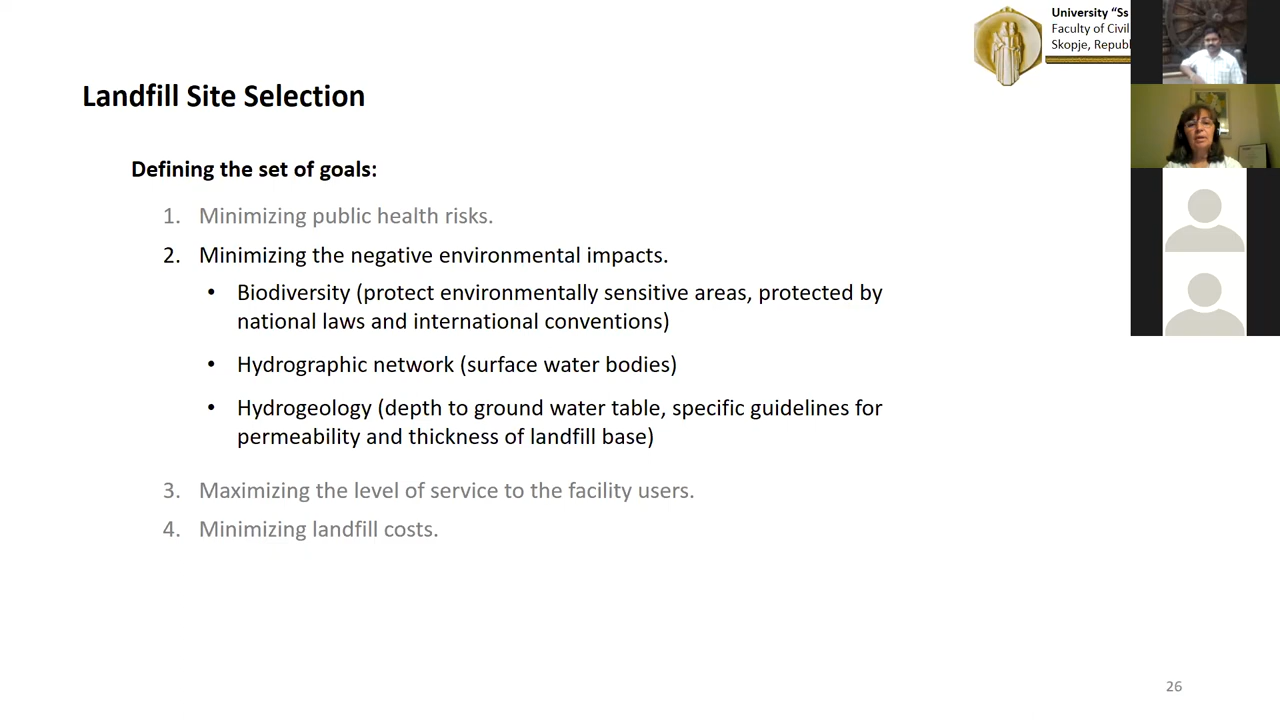 University “Ss
Faculty of Civil
Skopje, Republ
Landfill Site Selection
Defining the set of goals:
1. Minimizing public health risks.
2. Minimizing the negative environmental impacts.
• Biodiversity (protect environmentally sensitive areas, protected by
national laws and international conventions)
• Hydrographic network (surface water bodies)
• Hydrogeology (depth to ground water table, specific guidelines for
permeability and thickness of landfill base)
3. Maximizing the level of service to the facility users.
4. Minimizing landfill costs.
26